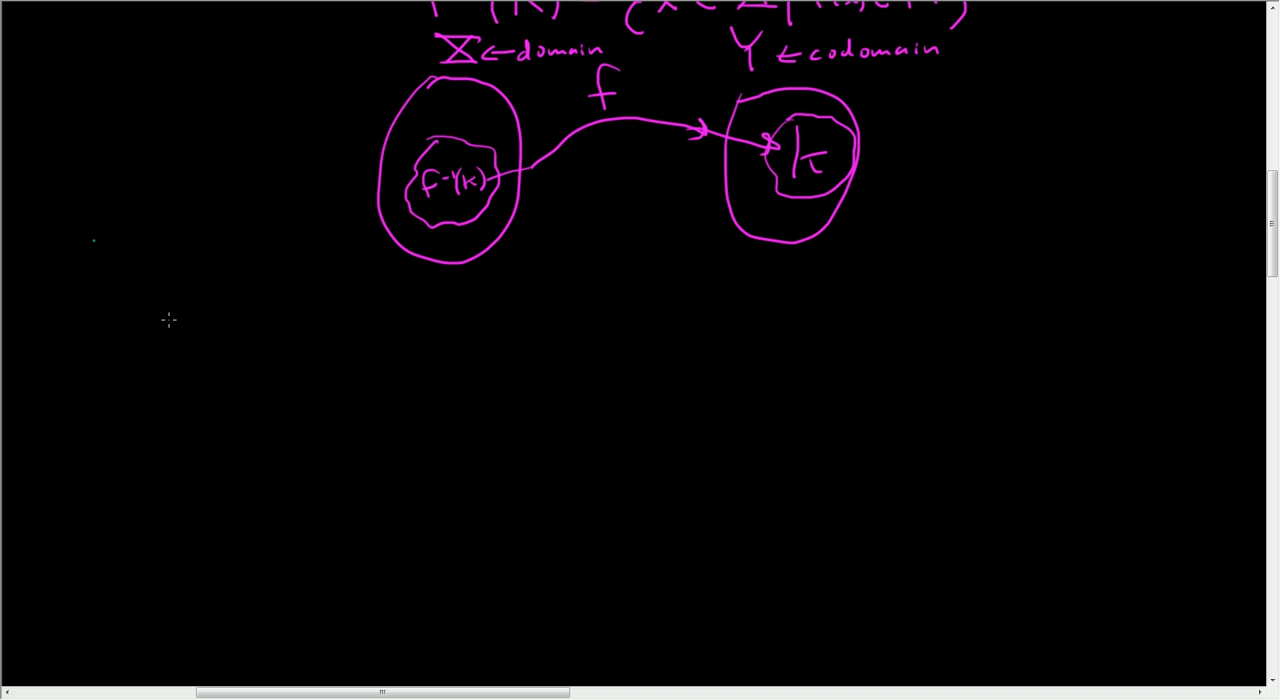 X ← domain Y ← codomain
f
f⁻¹(K) K